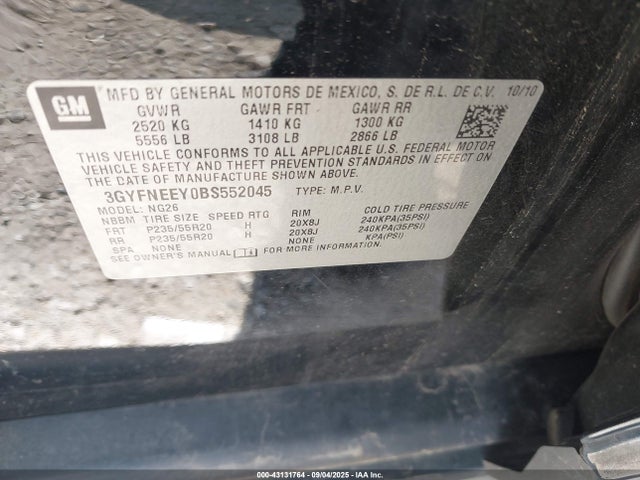 GM
MFD BY GENERAL MOTORS DE MEXICO, S. DE R.L. DE C.V. 10/10
GVWR GAWR FRT GAWR RR
2520 KG 1410 KG 1300 KG
5556 LB 3108 LB 2866 LB
THIS VEHICLE CONFORMS TO ALL APPLICABLE U.S. FEDERAL MOTOR
VEHICLE SAFETY AND THEFT PREVENTION STANDARDS IN EFFECT ON
THE DATE OF MANUFACTURE SHOWN ABOVE.
3GYFNEEY0BS552045 TYPE: M.P.V.
MODEL: NG26
NBBM TIRE SIZE SPEED RTG RIM COLD TIRE PRESSURE
FRT P235/55R20 H 20X8J 240KPA(35PSI)
RR P235/55R20 H 20X8J 240KPA(35PSI)
SPA NONE NONE KPA(PSI)
SEE OWNER'S MANUAL FOR MORE INFORMATION.
000-43131764 - 09/04/2025 - IAA Inc.